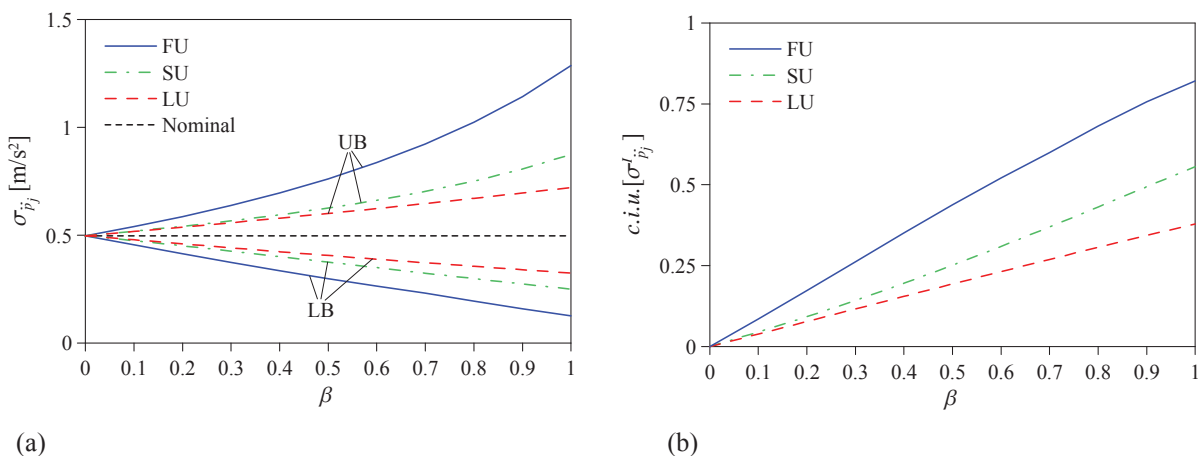 1.5
1
0.5
0
σ_{p̈_j} [m/s²]
FU
SU
LU
Nominal
UB
LB
0 0.1 0.2 0.3 0.4 0.5 0.6 0.7 0.8 0.9 1
β
(a)
1
0.75
0.5
0.25
0
c.i.u.[σ^I_{p̈_j}]
FU
SU
LU
0 0.1 0.2 0.3 0.4 0.5 0.6 0.7 0.8 0.9 1
β
(b)